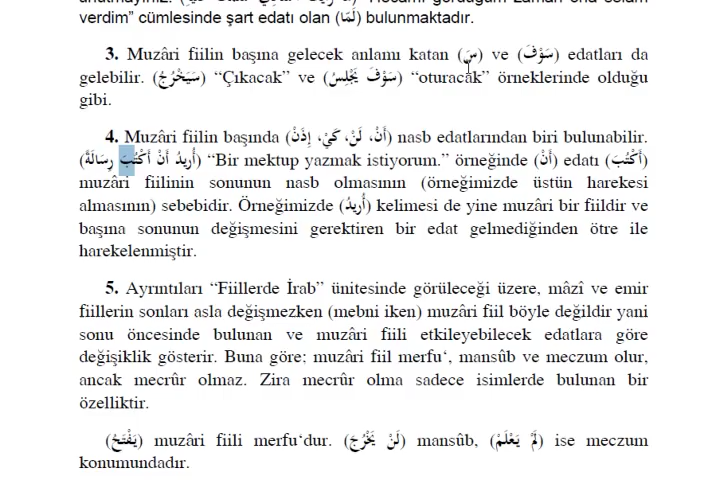 verdim” cümlesinde şart edatı olan (لَمَّا) bulunmaktadır.
3. Muzâri fiilin başına gelecek anlamı katan (سَ) ve (سَوْفَ) edatları da
gelebilir. (سَيَخْرُجُ) “Çıkacak” ve (سَوْفَ يَجْلِسُ) “oturacak” örneklerinde olduğu
gibi.
4. Muzâri fiilin başında (أَنْ، لَنْ، كَيْ، إِذَنْ) nasb edatlarından biri bulunabilir.
(أُرِيدُ أَنْ أَكْتُبَ رِسَالَةً) “Bir mektup yazmak istiyorum.” örneğinde (أَنْ) edatı (أَكْتُبَ)
muzâri fiilinin sonunun nasb olmasının (örneğimizde üstün harekesi
almasının) sebebidir. Örneğimizde (أُرِيدُ) kelimesi de yine muzâri bir fiildir ve
başına sonunun değişmesini gerektiren bir edat gelmediğinden ötre ile
harekelenmiştir.
5. Ayrıntıları “Fiillerde İrab” ünitesinde görüleceği üzere, mâzî ve emir
fiillerin sonları asla değişmezken (mebni iken) muzâri fiil böyle değildir yani
sonu öncesinde bulunan ve muzâri fiili etkileyebilecek edatlara göre
değişiklik gösterir. Buna göre; muzâri fiil merfu‘, mansûb ve meczum olur,
ancak mecrûr olmaz. Zira mecrûr olma sadece isimlerde bulunan bir
özelliktir.
(يَفْتَحُ) muzâri fiili merfu‘dur. (لَنْ يَخْرُجَ) mansûb, (لَمْ يَعْلَمْ) ise meczum
konumundadır.